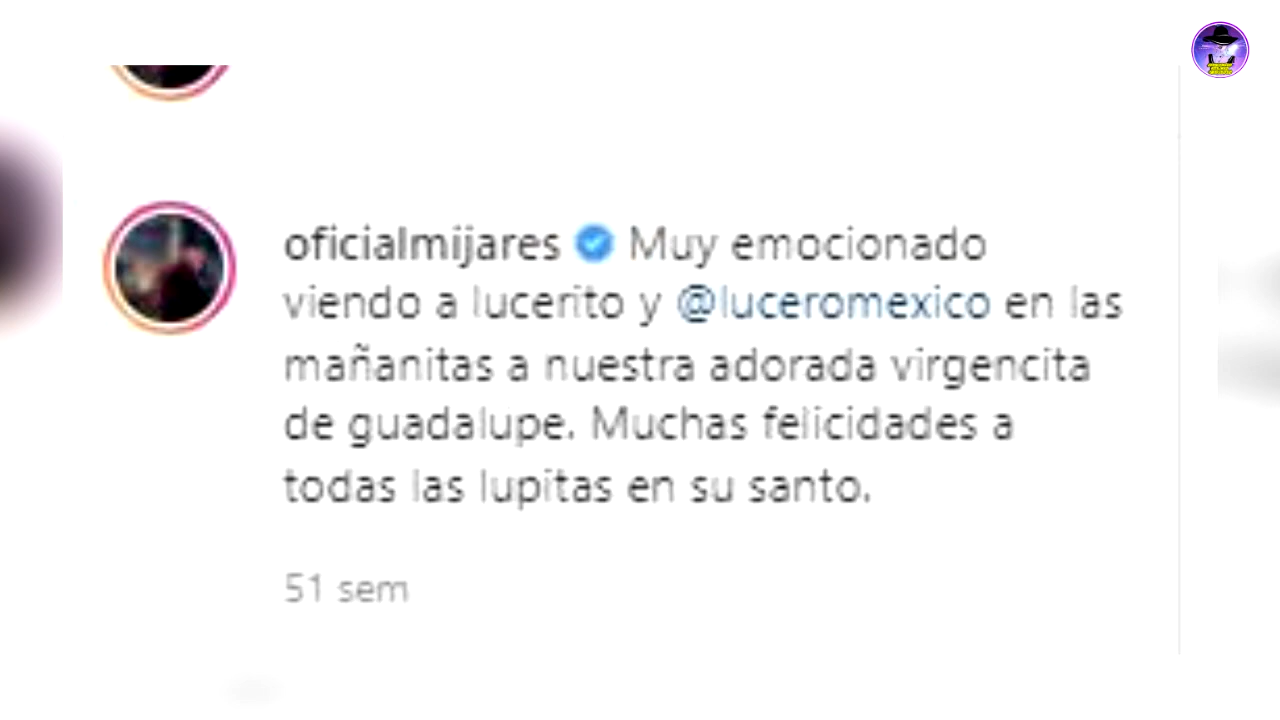 oficialmijares Muy emocionado
viendo a lucerito y @luceromexico en las
mañanitas a nuestra adorada virgencita
de guadalupe. Muchas felicidades a
todas las lupitas en su santo.
51 sem